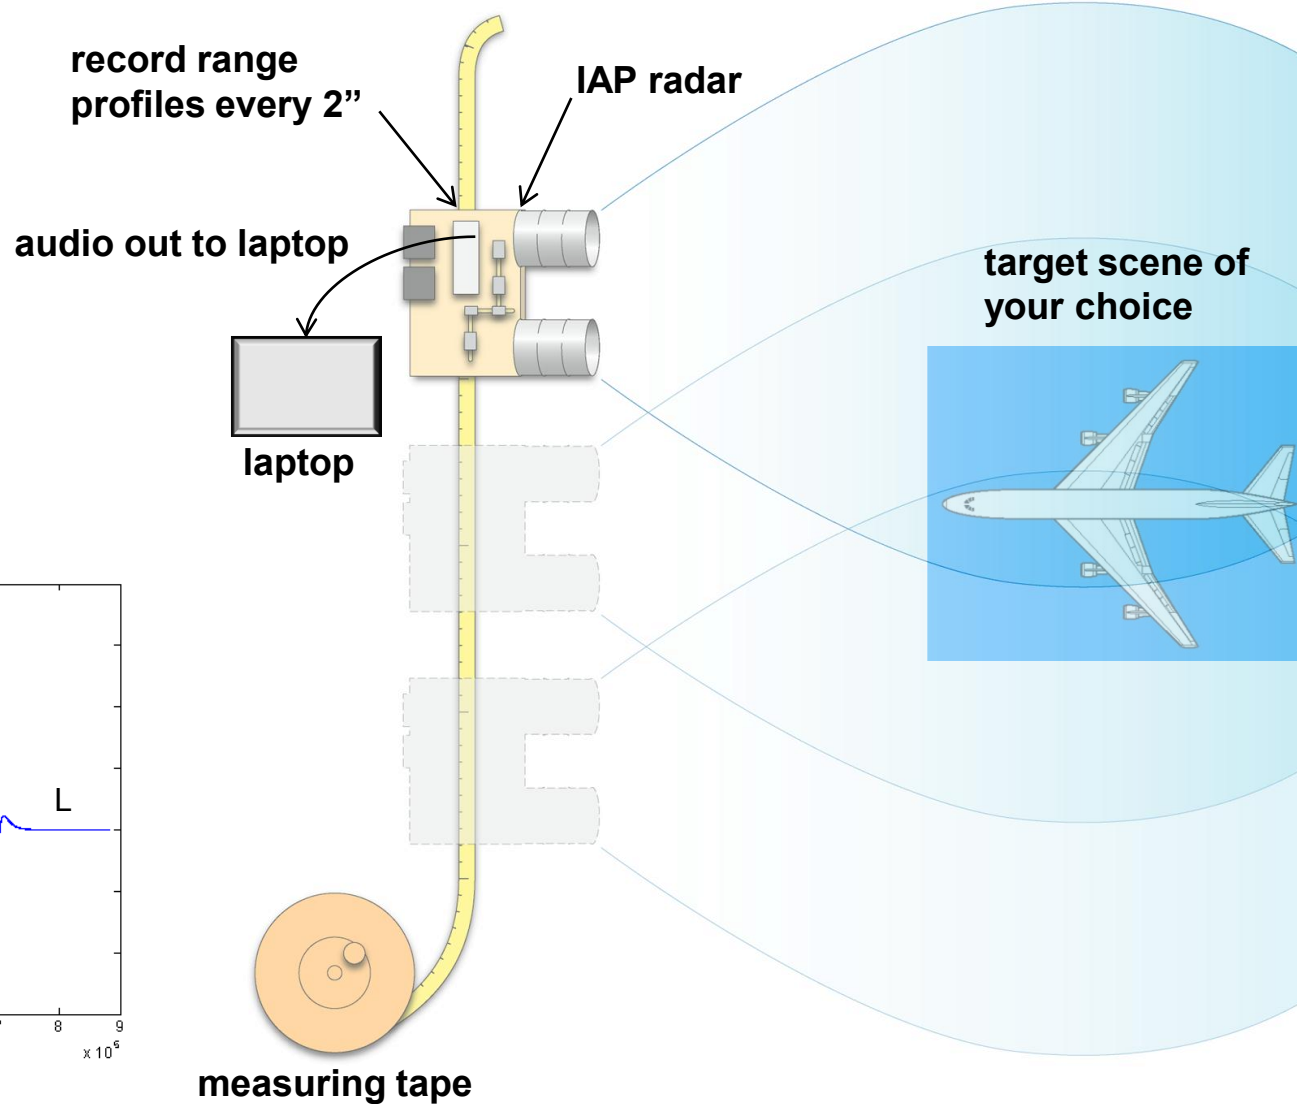 record range
profiles every 2”
IAP radar
audio out to laptop
target scene of
your choice
laptop
L
8
9
x 10
measuring tape